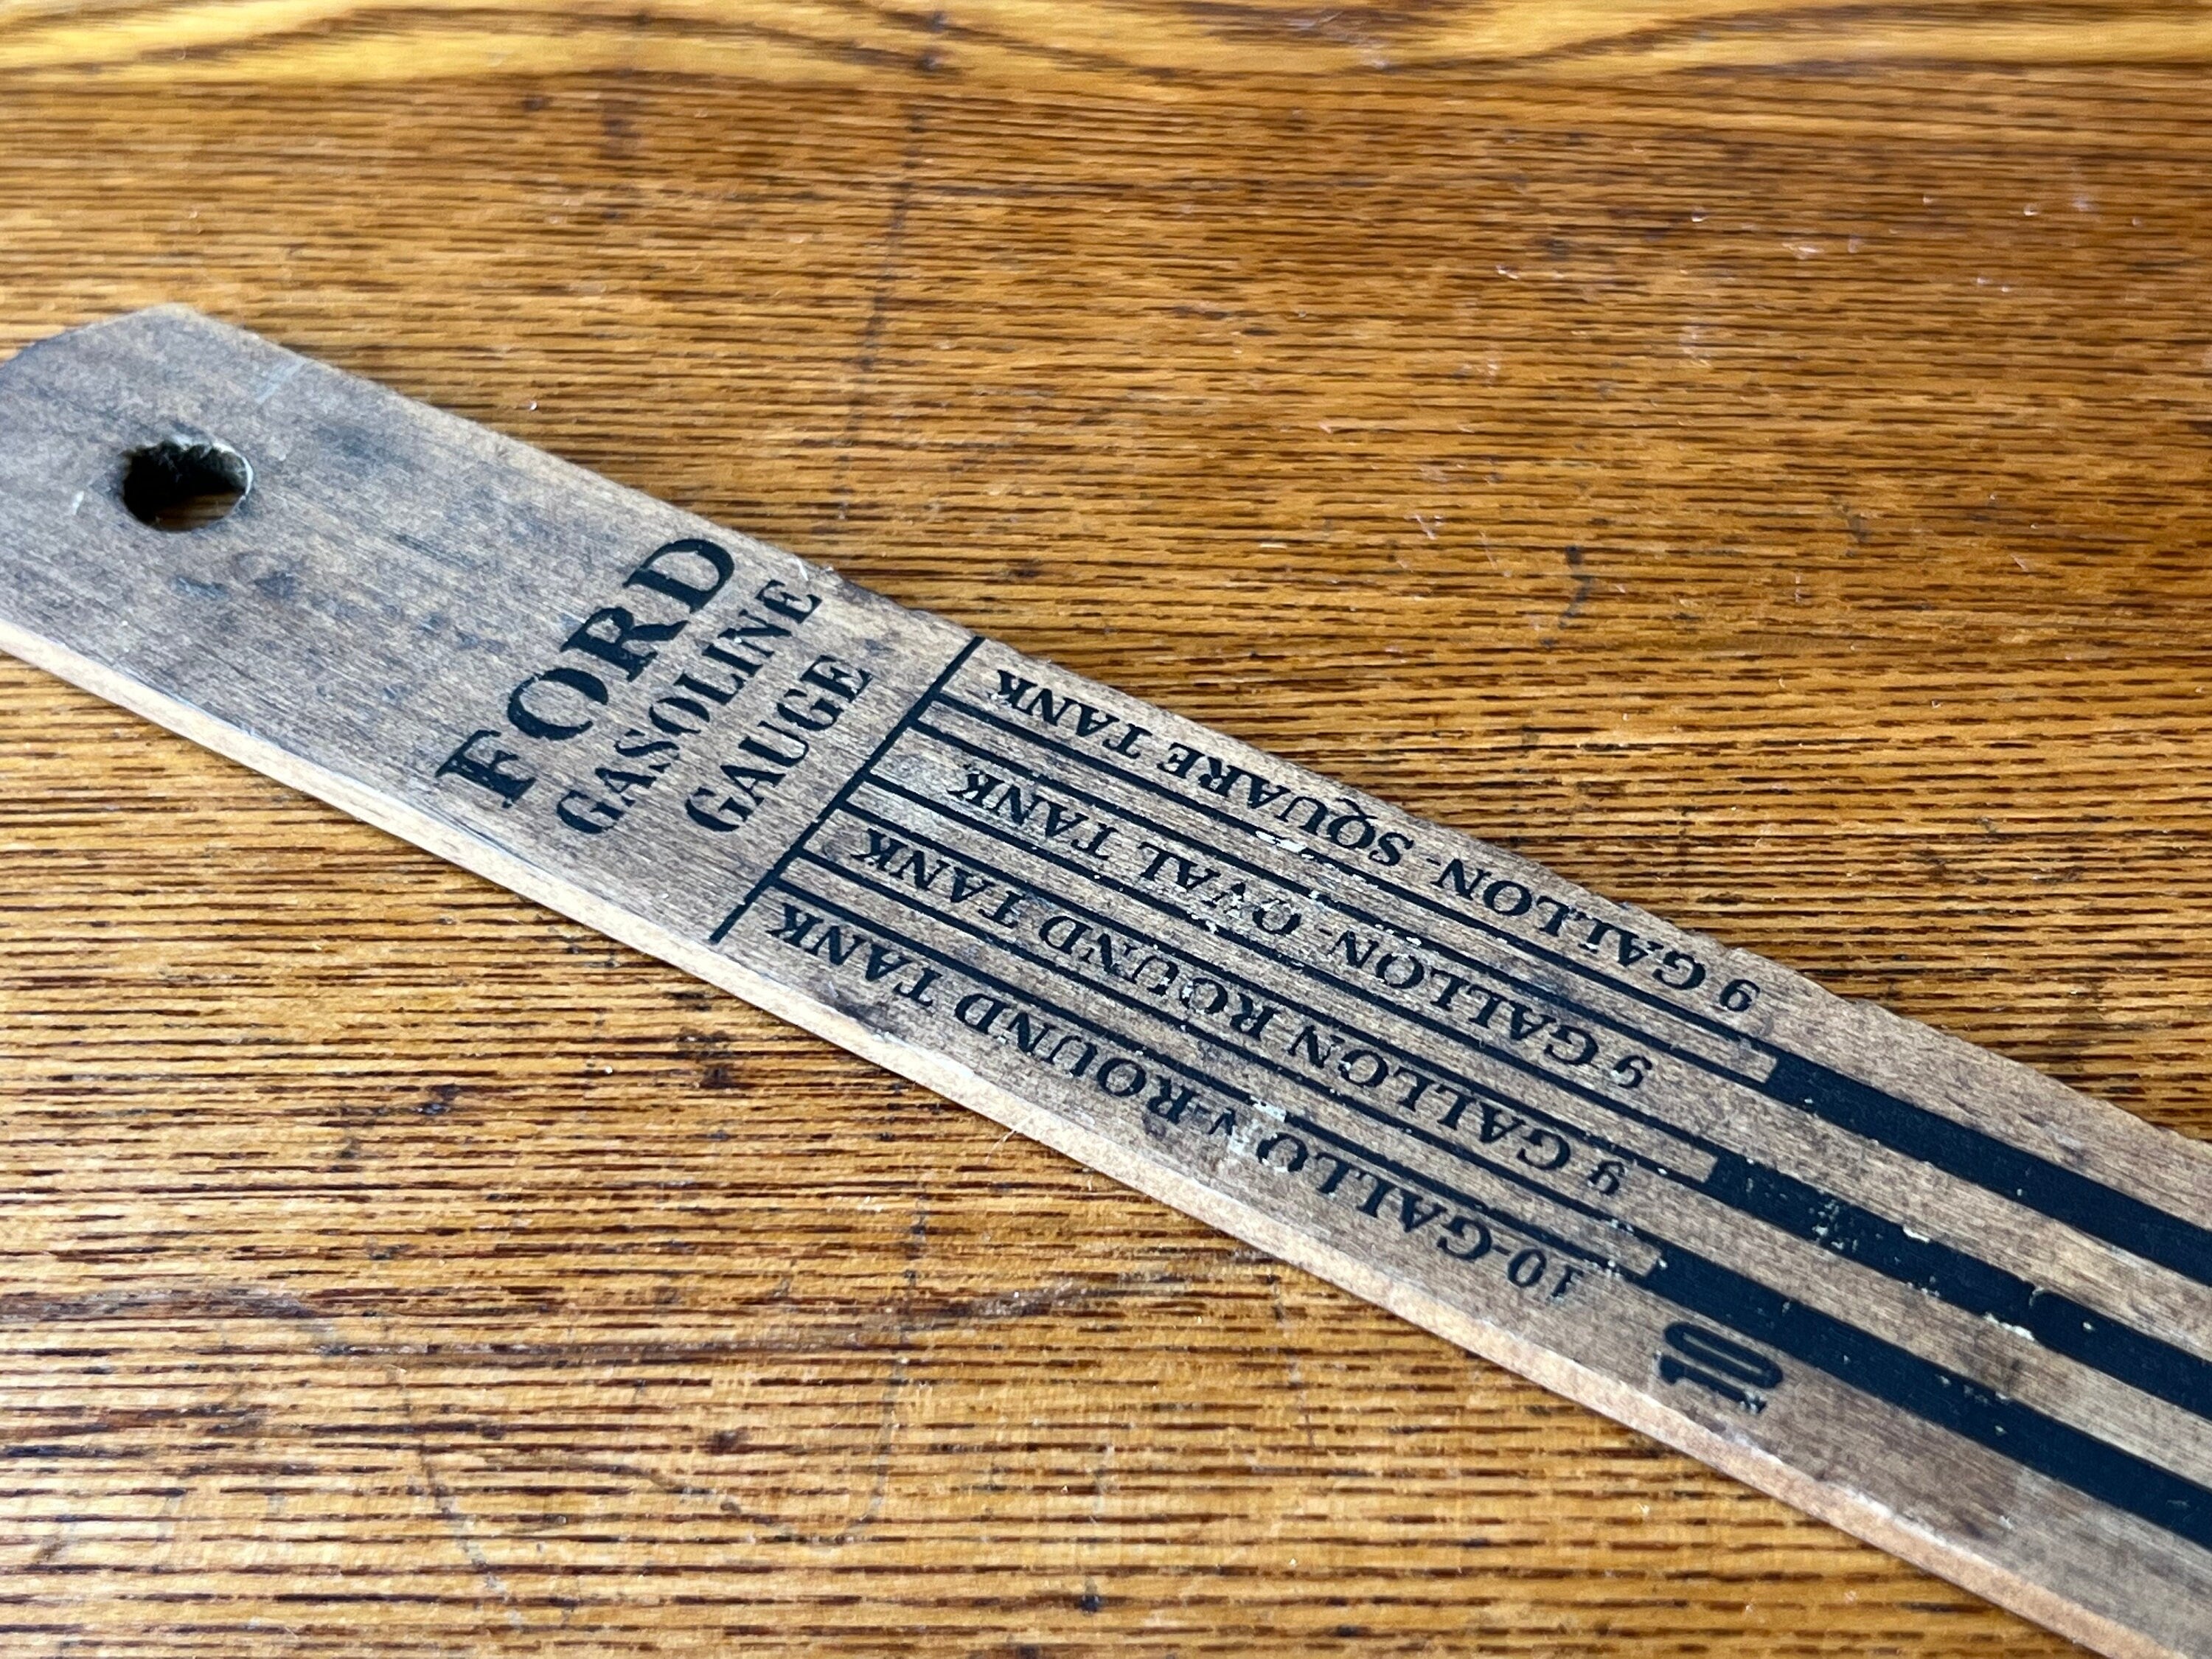 FORD
GASOLINE
GAUGE
9 GALLON - SQUARE TANK
9 GALLON - OVAL TANK
9 GALLON ROUND TANK
10-GALLON-ROUND TANK
10